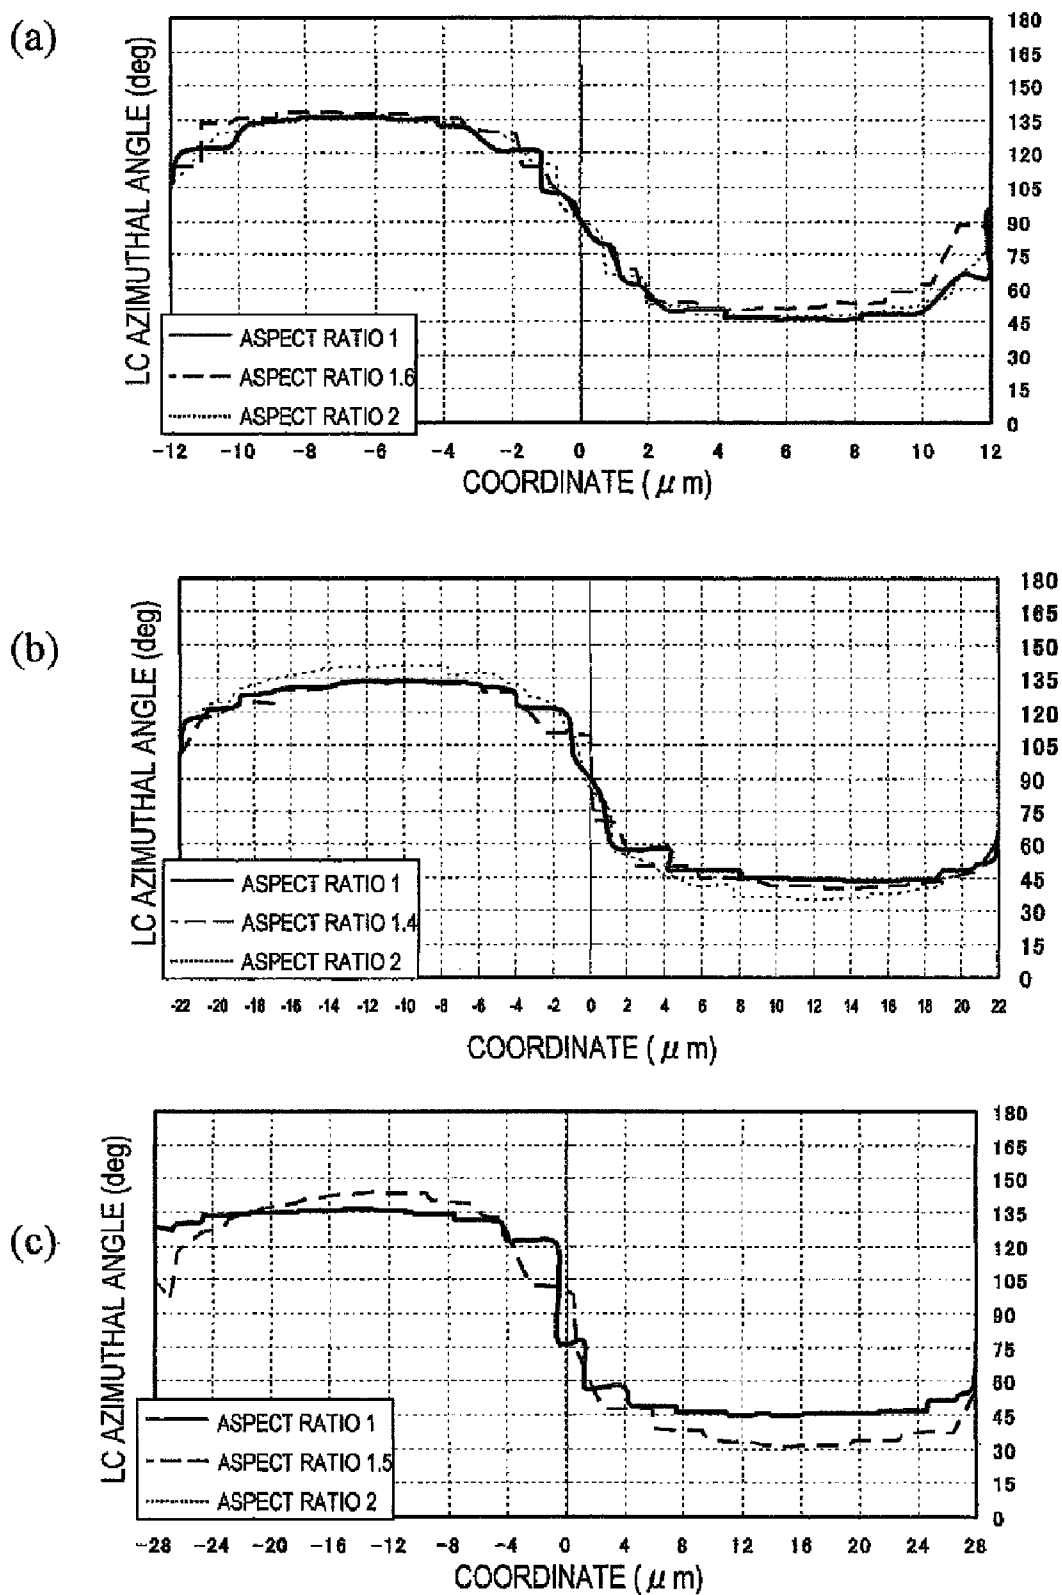 (a)
LC AZIMUTHAL ANGLE (deg)
180
165
150
135
120
105
90
75
60
45
30
15
0
ASPECT RATIO 1
ASPECT RATIO 1.6
ASPECT RATIO 2
-12 -10 -8 -6 -4 -2 0 2 4 6 8 10 12
COORDINATE ( μ m)
(b)
LC AZIMUTHAL ANGLE (deg)
180
165
150
135
120
105
90
75
60
45
30
15
0
ASPECT RATIO 1
ASPECT RATIO 1.4
ASPECT RATIO 2
-22 -20 -18 -16 -14 -12 -10 -8 -6 -4 -2 0 2 4 6 8 10 12 14 16 18 20 22
COORDINATE ( μ m)
(c)
LC AZIMUTHAL ANGLE (deg)
180
165
150
135
120
105
90
75
60
45
30
15
0
ASPECT RATIO 1
ASPECT RATIO 1.5
ASPECT RATIO 2
-28 -24 -20 -16 -12 -8 -4 0 4 8 12 16 20 24 28
COORDINATE ( μ m)